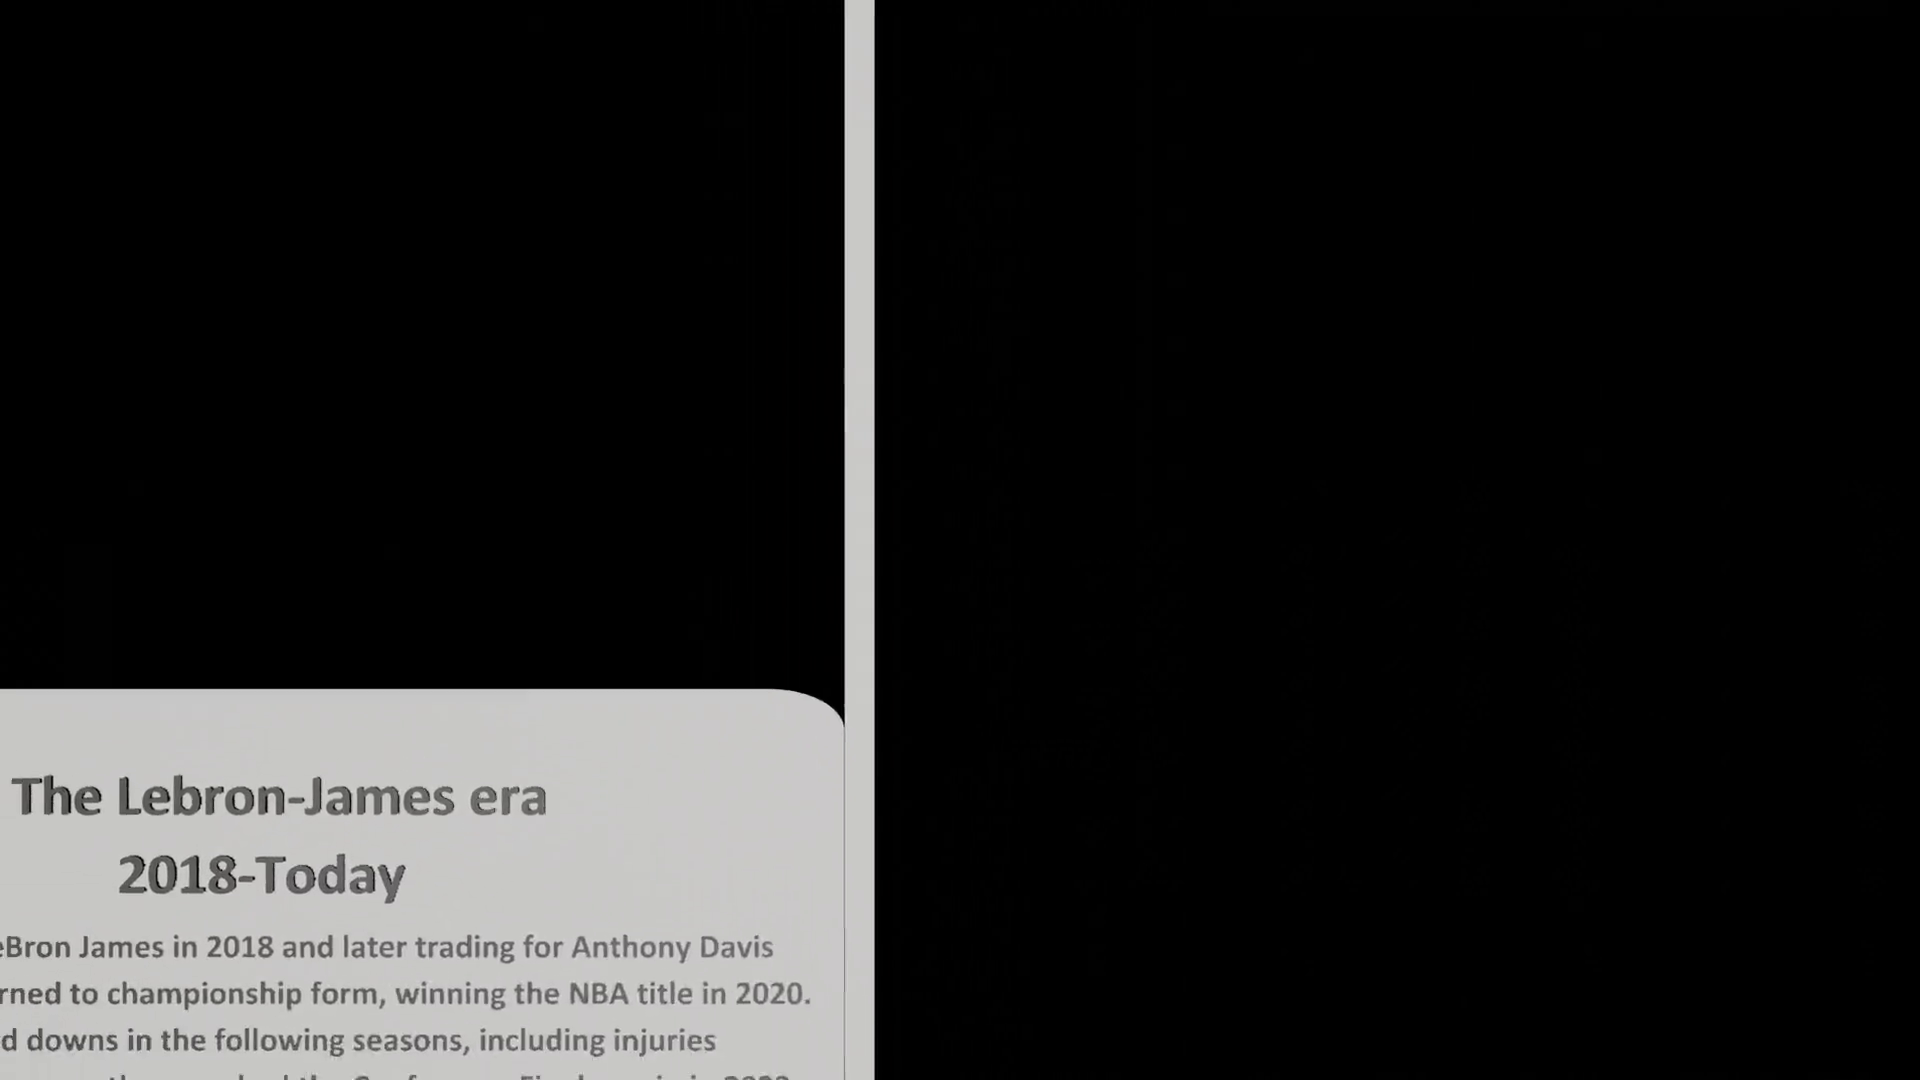 The Lebron-James era
2018-Today
eBron James in 2018 and later trading for Anthony Davis
rned to championship form, winning the NBA title in 2020.
d downs in the following seasons, including injuries